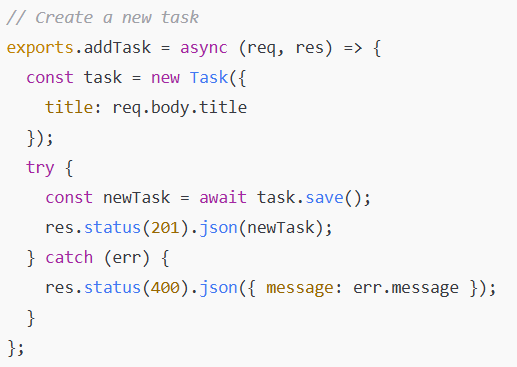 // Create a new task
exports.addTask = async (req, res) => {
  const task = new Task({
    title: req.body.title
  });
  try {
    const newTask = await task.save();
    res.status(201).json(newTask);
  } catch (err) {
    res.status(400).json({ message: err.message });
  }
};